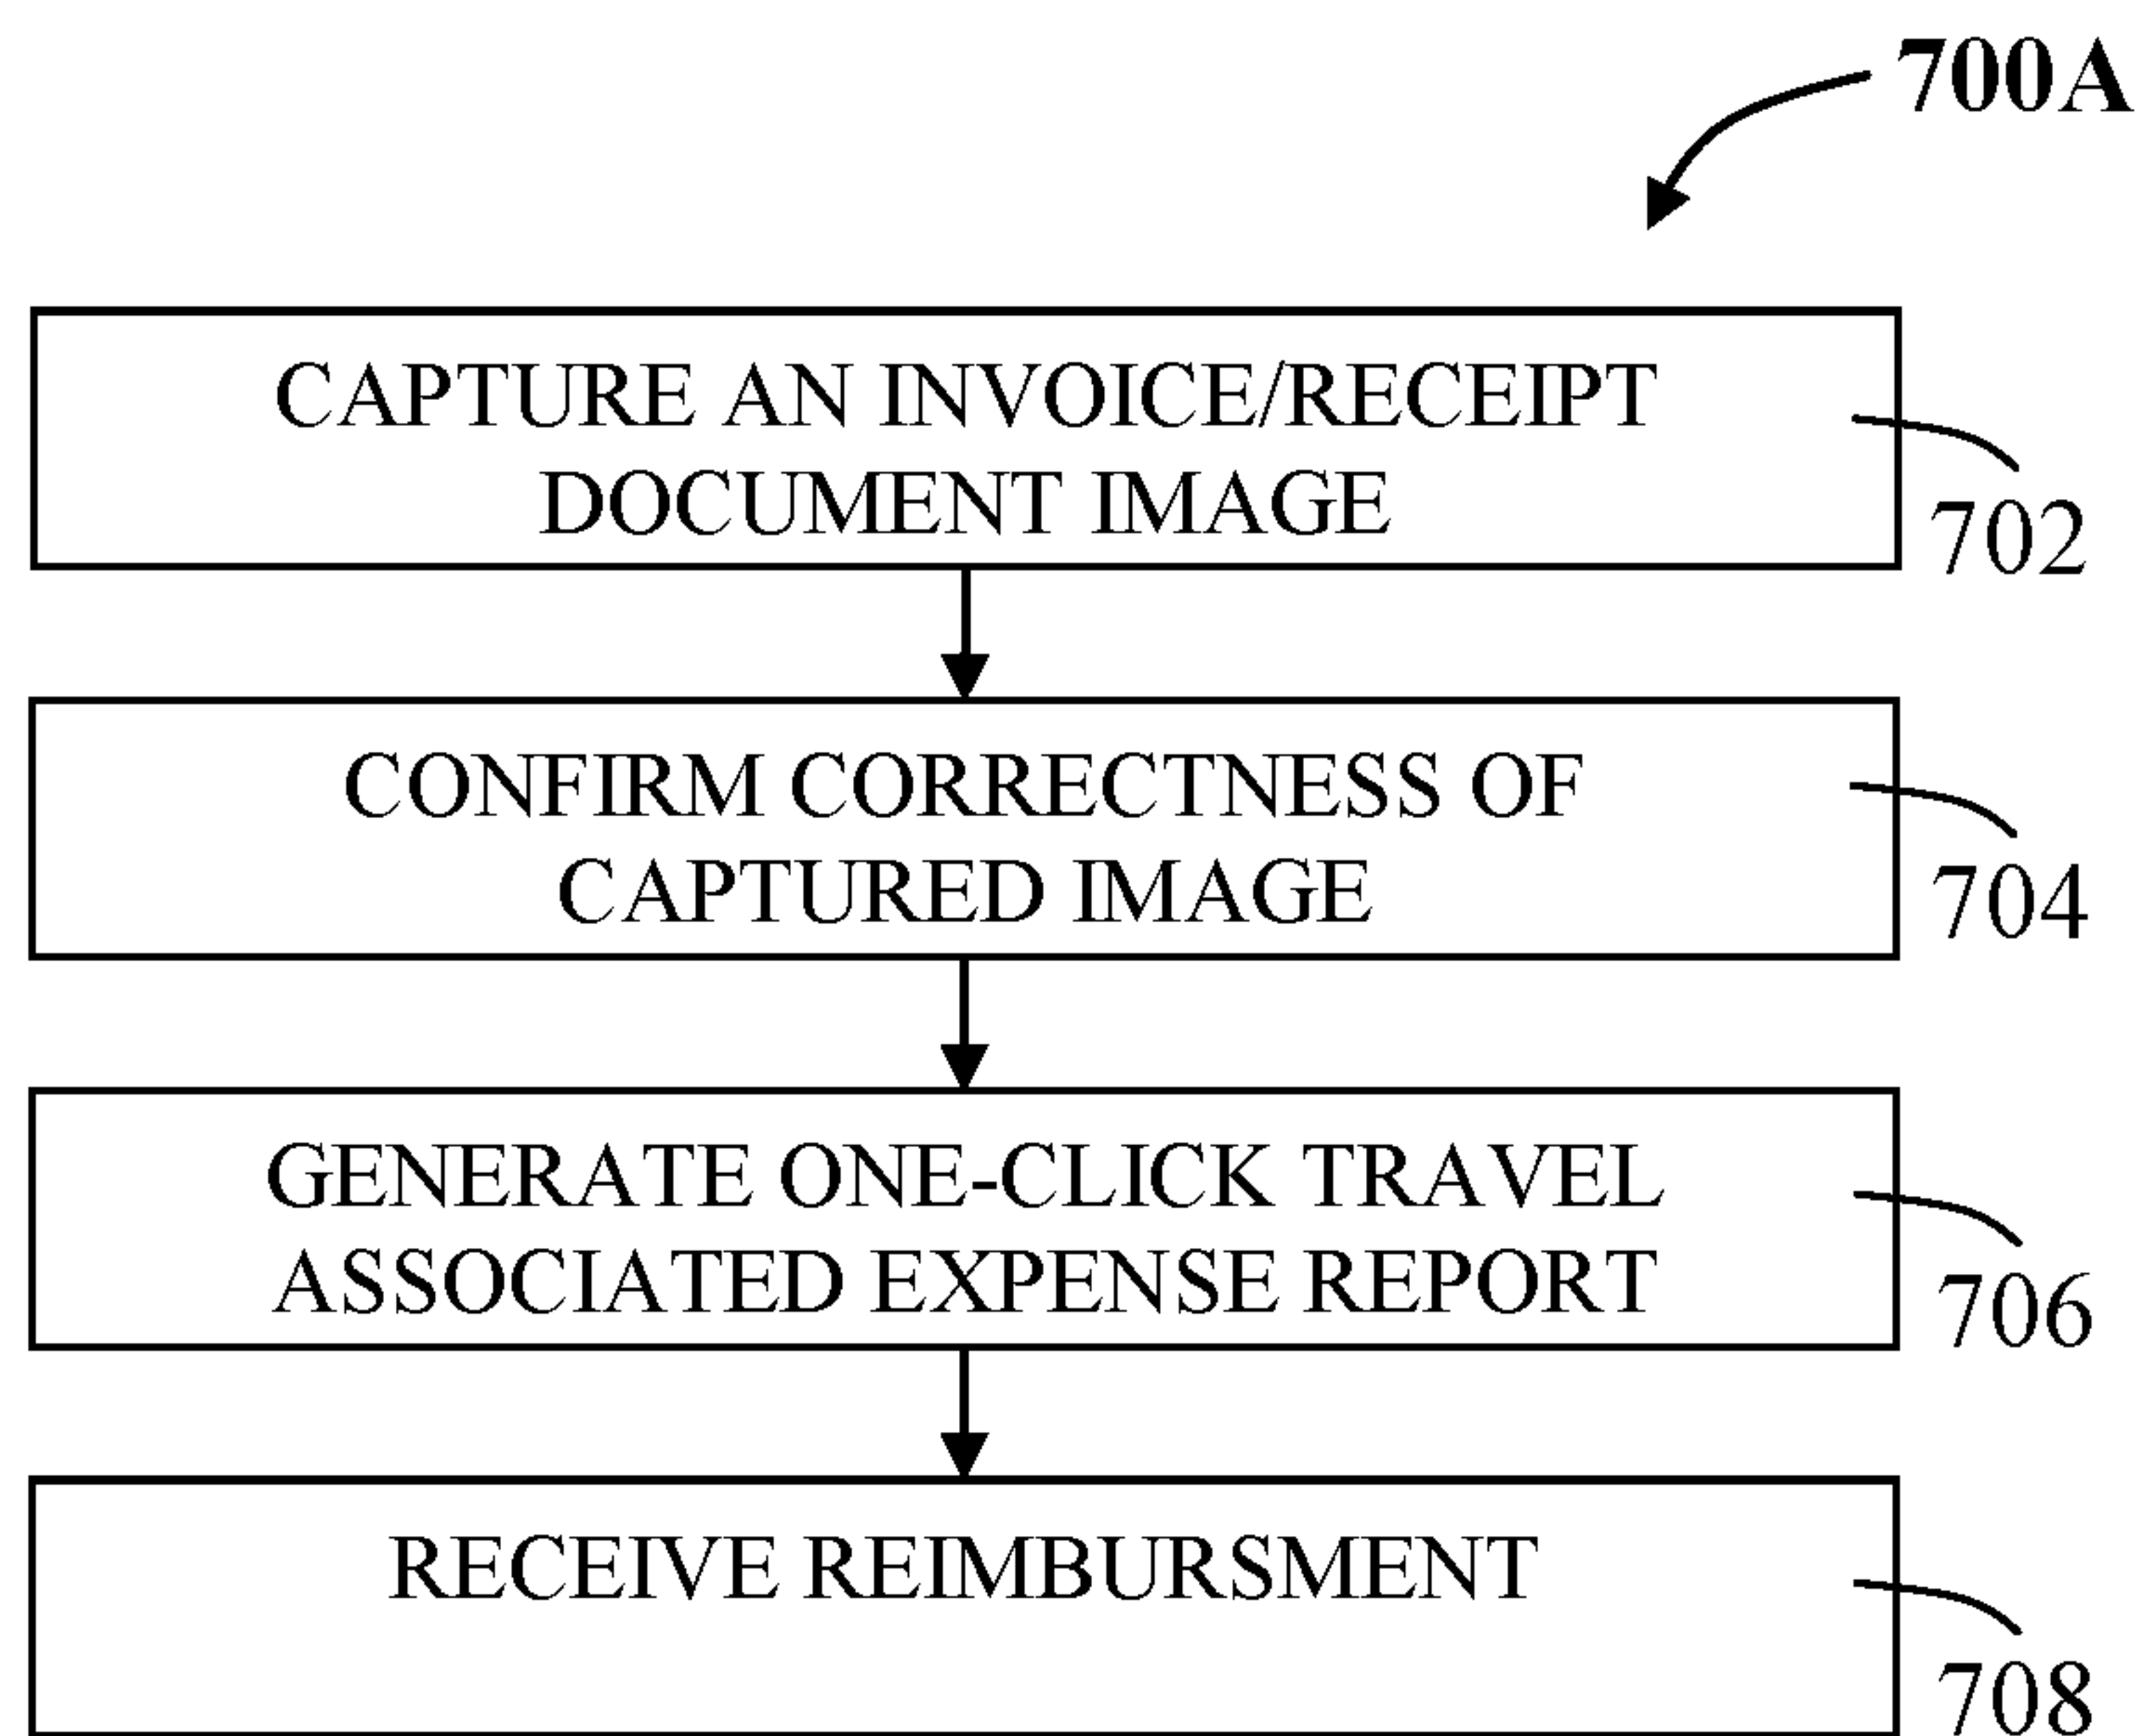 700A
CAPTURE AN INVOICE/RECEIPT
DOCUMENT IMAGE
702
CONFIRM CORRECTNESS OF
CAPTURED IMAGE
704
GENERATE ONE-CLICK TRAVEL
ASSOCIATED EXPENSE REPORT
706
RECEIVE REIMBURSMENT
708